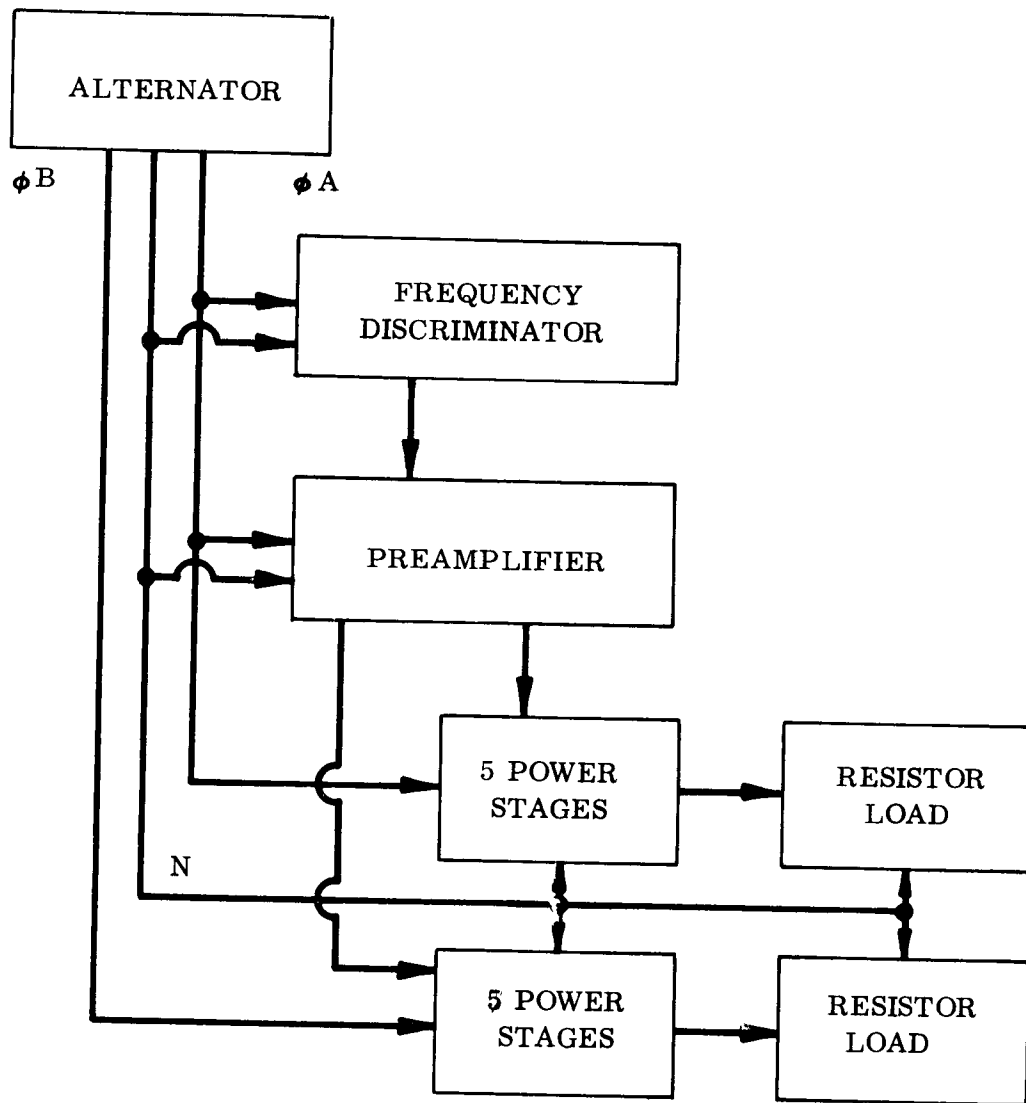 ALTERNATOR
ϕB
ϕA
FREQUENCY
DISCRIMINATOR
PREAMPLIFIER
5 POWER
STAGES
RESISTOR
LOAD
N
5 POWER
STAGES
RESISTOR
LOAD